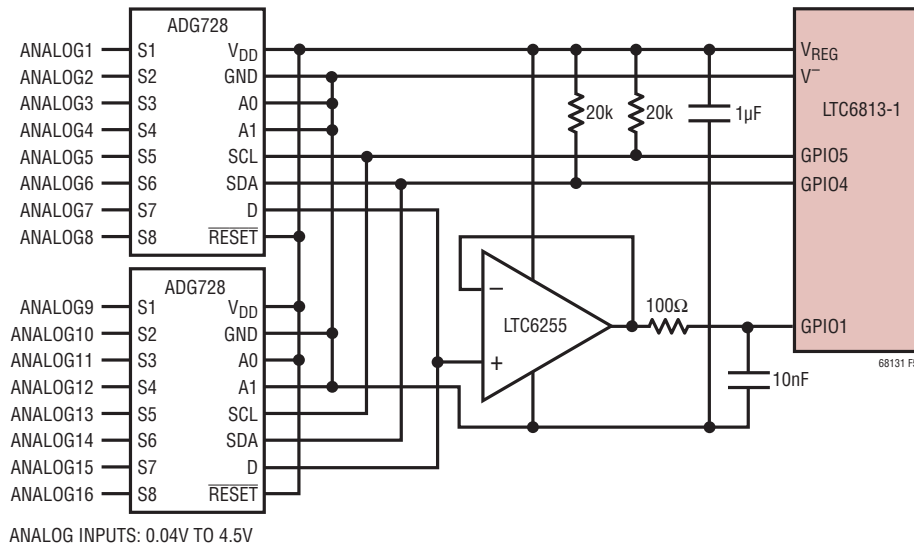 ADG728
ANALOG1 S1 VDD
ANALOG2 S2 GND
ANALOG3 S3 A0
ANALOG4 S4 A1
ANALOG5 S5 SCL
ANALOG6 S6 SDA
ANALOG7 S7 D
ANALOG8 S8 RESET
20k
20k
1µF
VREG
V–
LTC6813-1
GPIO5
GPIO4
GPIO1
ADG728
ANALOG9 S1 VDD
ANALOG10 S2 GND
ANALOG11 S3 A0
ANALOG12 S4 A1
ANALOG13 S5 SCL
ANALOG14 S6 SDA
ANALOG15 S7 D
ANALOG16 S8 RESET
–
LTC6255
+
100Ω
10nF
68131 F
ANALOG INPUTS: 0.04V TO 4.5V